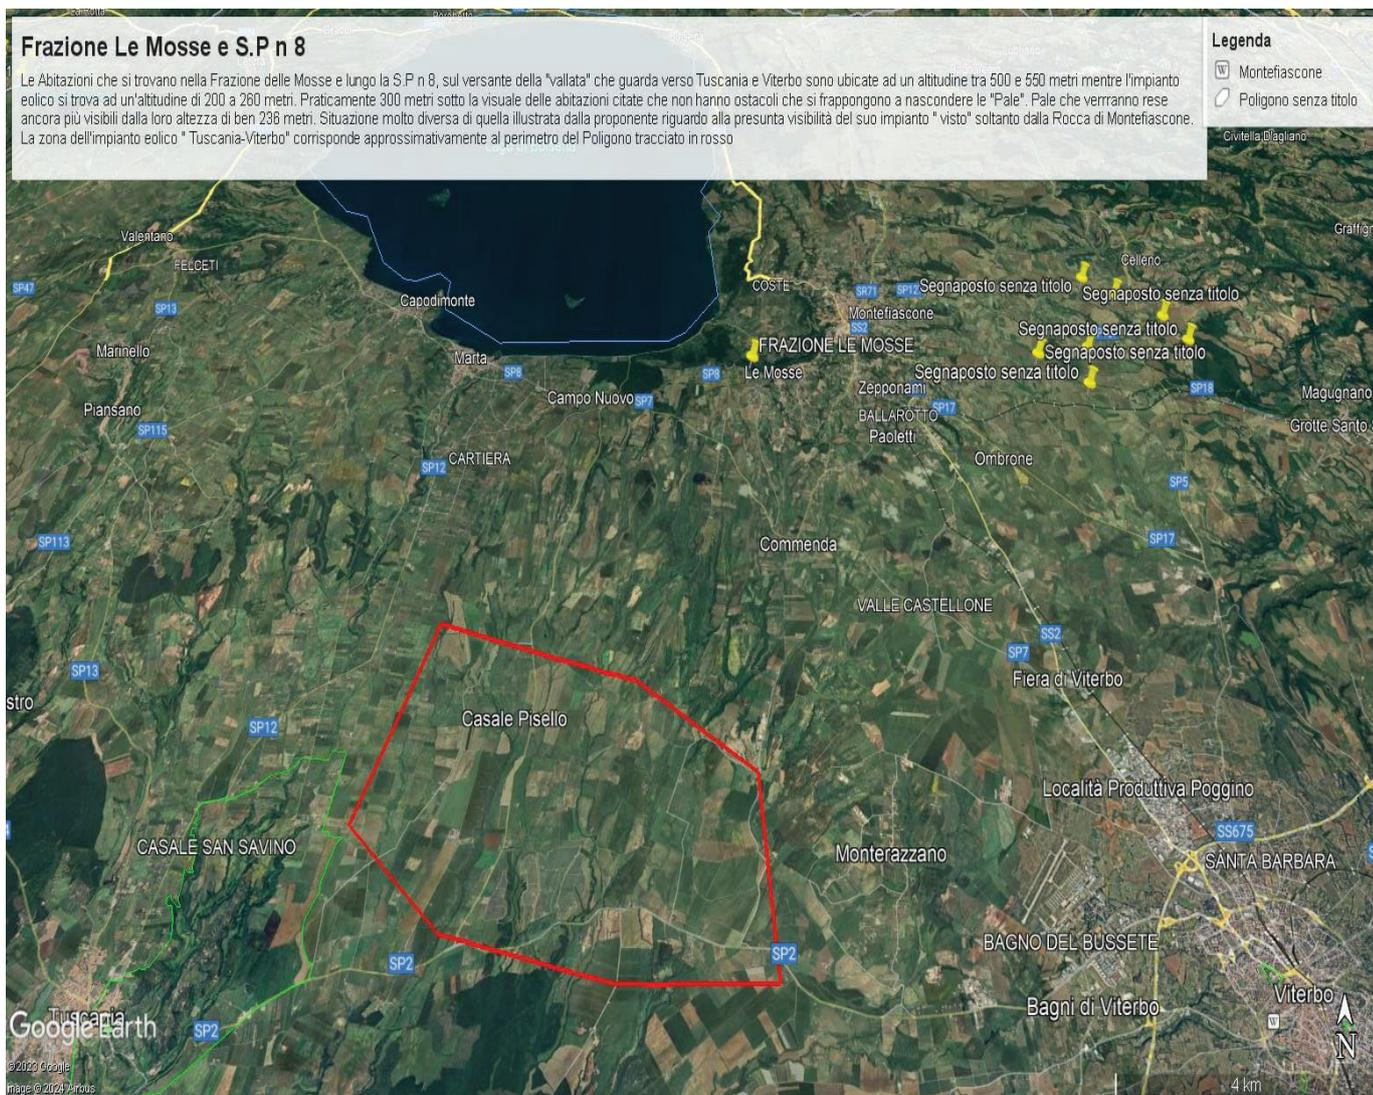 Frazione Le Mosse e S.P n 8
Le Abitazioni che si trovano nella Frazione delle Mosse e lungo la S.P n 8, sul versante della "vallata" che guarda verso Tuscania e Viterbo sono ubicate ad un altitudine tra 500 e 550 metri mentre l'impianto
eolico si trova ad un'altitudine di 200 a 260 metri. Praticamente 300 metri sotto la visuale delle abitazioni citate che non hanno ostacoli che si frappongono a nascondere le "Pale". Pale che verrranno rese
ancora più visibili dalla loro altezza di ben 236 metri. Situazione molto diversa di quella illustrata dalla proponente riguardo alla presunta visibilità del suo impianto " visto" soltanto dalla Rocca di Montefiascone.
La zona dell'impianto eolico " Tuscania-Viterbo" corrisponde approssimativamente al perimetro del Poligono tracciato in rosso
Legenda
W Montefiascone
Poligono senza titolo
Civitella D'agliano
Valentano
FELCETI
Graffign
Celleno
SP47
SP13
Capodimonte
COSTE
SR71
SP12
Segnaposto senza titolo
Segnaposto senza titolo
Montefiascone
SS2
Segnaposto senza titolo
FRAZIONE LE MOSSE
Segnaposto senza titolo
Marinello
Marta
SP8
SP8
Le Mosse
Segnaposto senza titolo
Zepponami
SP18
Magugnano
Campo Nuovo
SP7
SP17
Piansano
BALLAROTTO
Grotte Santo S
SP115
Paoletti
CARTIERA
SP12
Ombrone
SP5
SP113
Commenda
SP17
VALLE CASTELLONE
SS2
SP7
SP13
Fiera di Viterbo
stro
Casale Pisello
SP12
Località Produttiva Poggino
SS675
CASALE SAN SAVINO
Monterazzano
SANTA BARBARA
BAGNO DEL BUSSETE
SP2
SP2
Viterbo
Bagni di Viterbo
Tuscania
Google Earth
SP2
W
N
©2023 Google
Image © 2024 Airbus
4 km